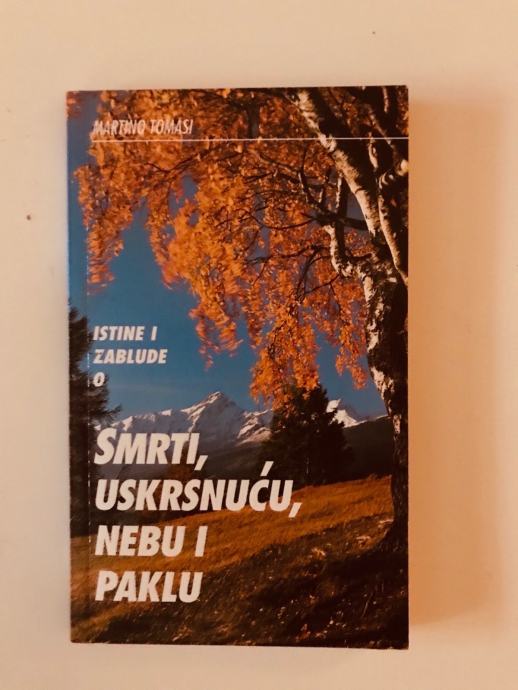 MARTINO TOMASI
ISTINE I
ZABLUDE
O
SMRTI,
USKRSNUĆU,
NEBU I
PAKLU